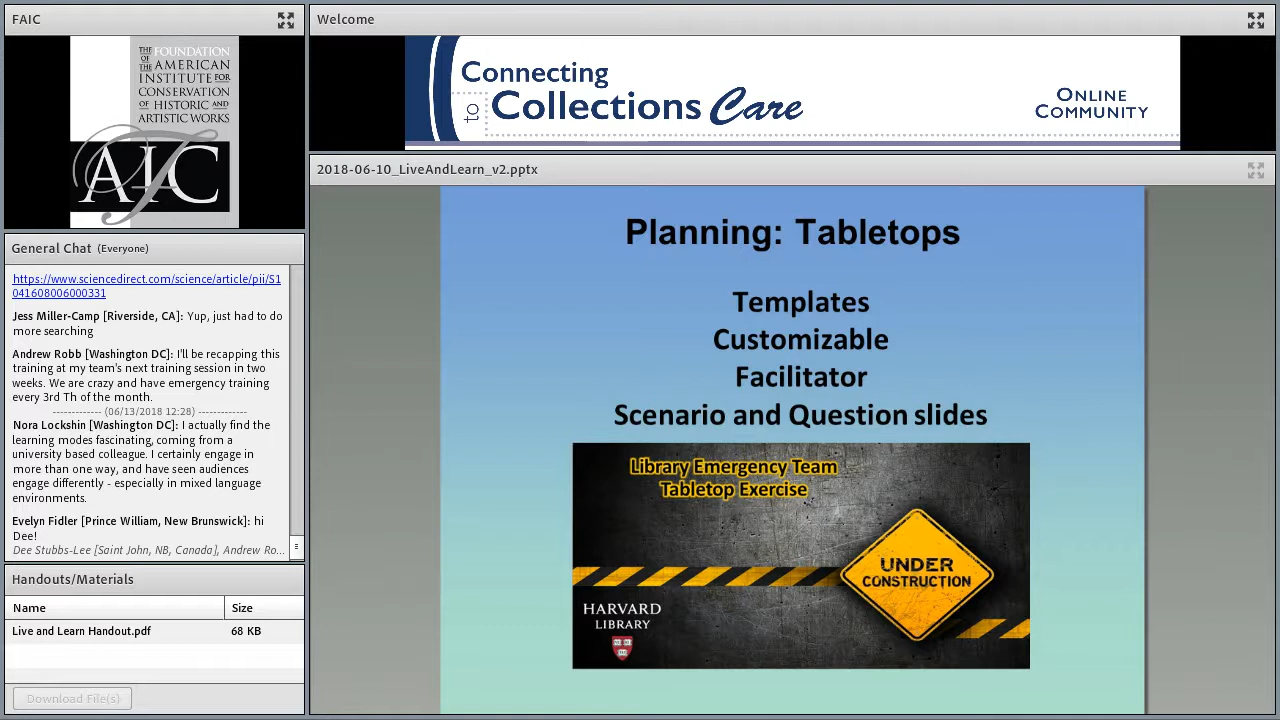 FAIC
THE FOUNDATION
OF THE AMERICAN
INSTITUTE FOR
CONSERVATION
OF HISTORIC AND
ARTISTIC WORKS
AIC
General Chat (Everyone)
https://www.sciencedirect.com/science/article/pii/S1
041608006000331
Jess Miller-Camp [Riverside, CA]: Yup, just had to do
more searching
Andrew Robb [Washington DC]: I'll be recapping this
training at my team's next training session in two
weeks. We are crazy and have emergency training
every 3rd Th of the month.
------------- (06/13/2018 12:28) -------------
Nora Lockshin [Washington DC]: I actually find the
learning modes fascinating, coming from a
university based colleague. I certainly engage in
more than one way, and have seen audiences
engage differently - especially in mixed language
environments.
Evelyn Fidler [Prince William, New Brunswick]: hi
Dee!
Dee Stubbs-Lee [Saint John, NB, Canada], Andrew Ro...
Handouts/Materials
Name Size
Live and Learn Handout.pdf 68 KB
Download File(s)
Welcome
Connecting
to Collections Care
ONLINE
COMMUNITY
2018-06-10_LiveAndLearn_v2.pptx
Planning: Tabletops
Templates
Customizable
Facilitator
Scenario and Question slides
Library Emergency Team
Tabletop Exercise
UNDER
CONSTRUCTION
HARVARD
LIBRARY